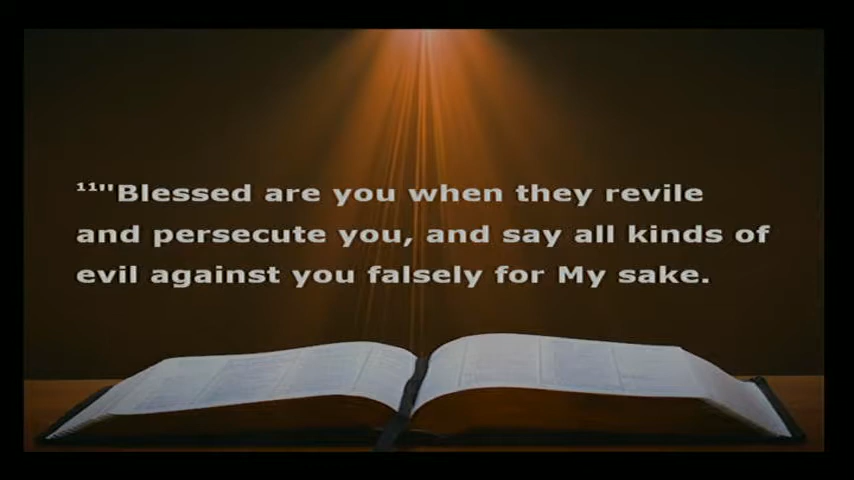 ¹¹"Blessed are you when they revile
and persecute you, and say all kinds of
evil against you falsely for My sake.